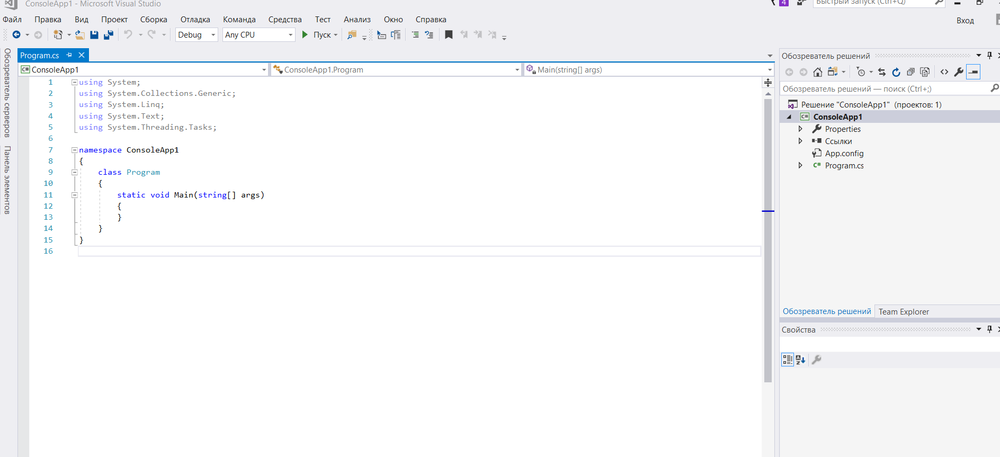 ConsoleApp1 - Microsoft Visual Studio
4
Быстрый запуск (Ctrl+Q)
Файл Правка Вид Проект Сборка Отладка Команда Средства Тест Анализ Окно Справка
Вход
Debug Any CPU Пуск
Обозреватель серверов
Панель элементов
Program.cs
C# ConsoleApp1 ConsoleApp1.Program Main(string[] args)
1 using System;
2 using System.Collections.Generic;
3 using System.Linq;
4 using System.Text;
5 using System.Threading.Tasks;
6
7 namespace ConsoleApp1
8 {
9 class Program
10 {
11 static void Main(string[] args)
12 {
13 }
14 }
15 }
16
Обозреватель решений
Обозреватель решений — поиск (Ctrl+;)
Решение "ConsoleApp1" (проектов: 1)
C# ConsoleApp1
Properties
Ссылки
App.config
C# Program.cs
Обозреватель решений Team Explorer
Свойства